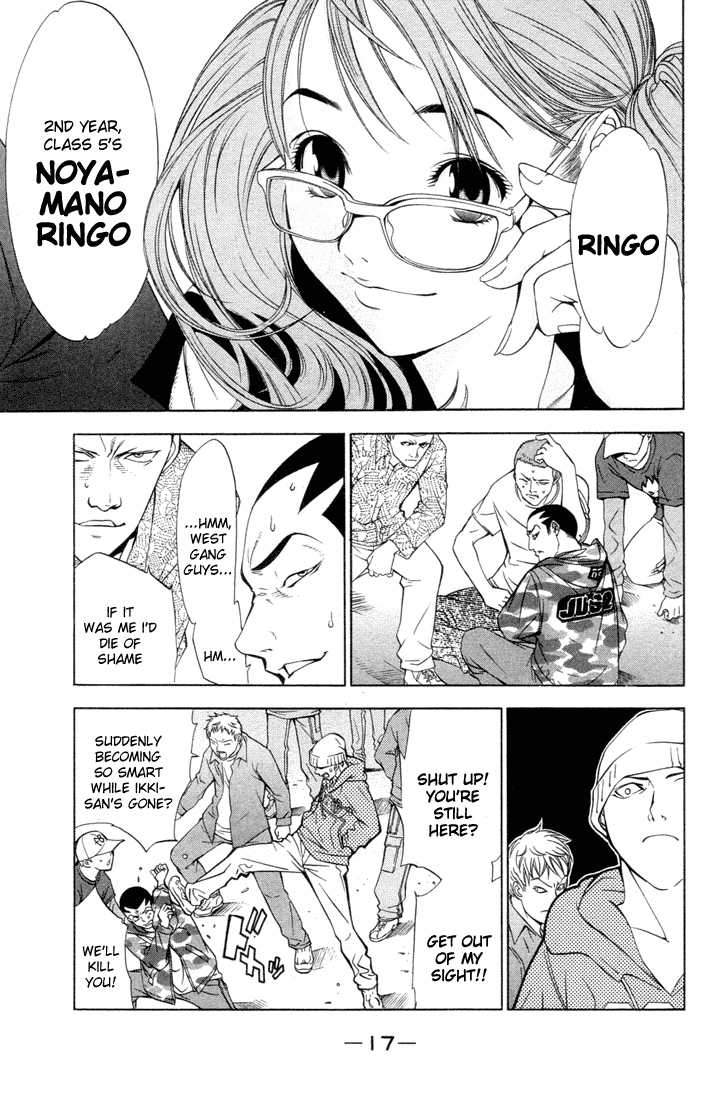 RINGO
2ND YEAR,
CLASS 5'S
NOYA-
MANO
RINGO
...HMM,
WEST
GANG
GUYS...
HM...
IF IT
WAS ME I'D
DIE OF
SHAME
SHUT UP!
YOU'RE
STILL
HERE?
GET OUT
OF MY
SIGHT!!
SUDDENLY
BECOMING
SO SMART
WHILE IKKI-
SAN'S GONE?
WE'LL
KILL
YOU!
—17—